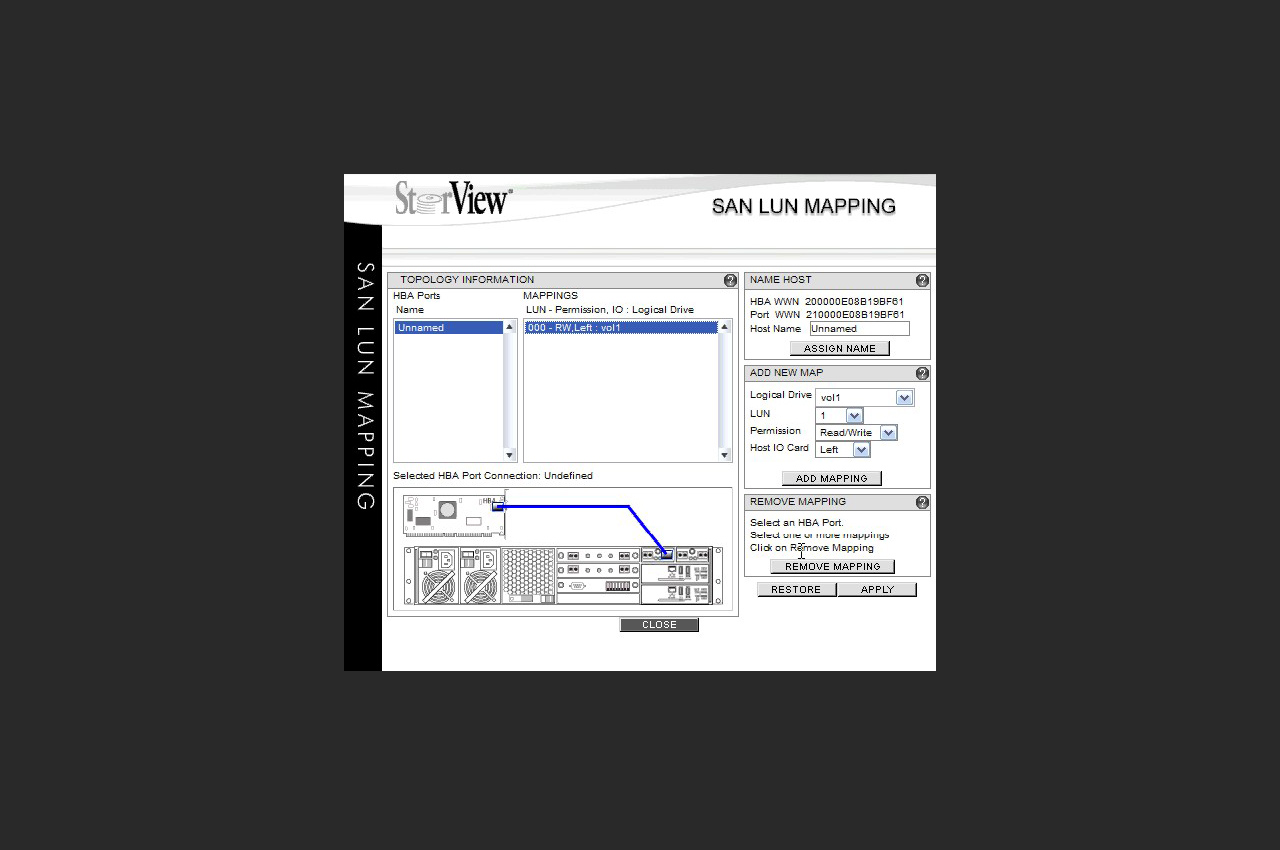 StorView
SAN LUN MAPPING
SAN LUN MAPPING
TOPOLOGY INFORMATION
HBA Ports
MAPPINGS
Name
LUN - Permission, IO : Logical Drive
Unnamed
000 - RW,Left : vol1
Selected HBA Port Connection: Undefined
HBA
CLOSE
NAME HOST
HBA WWN 200000E08B19BF61
Port WWN 210000E08B19BF61
Host Name Unnamed
ASSIGN NAME
ADD NEW MAP
Logical Drive vol1
LUN 1
Permission Read/Write
Host IO Card Left
ADD MAPPING
REMOVE MAPPING
Select an HBA Port.
Select one or more mappings
Click on Remove Mapping
REMOVE MAPPING
RESTORE APPLY